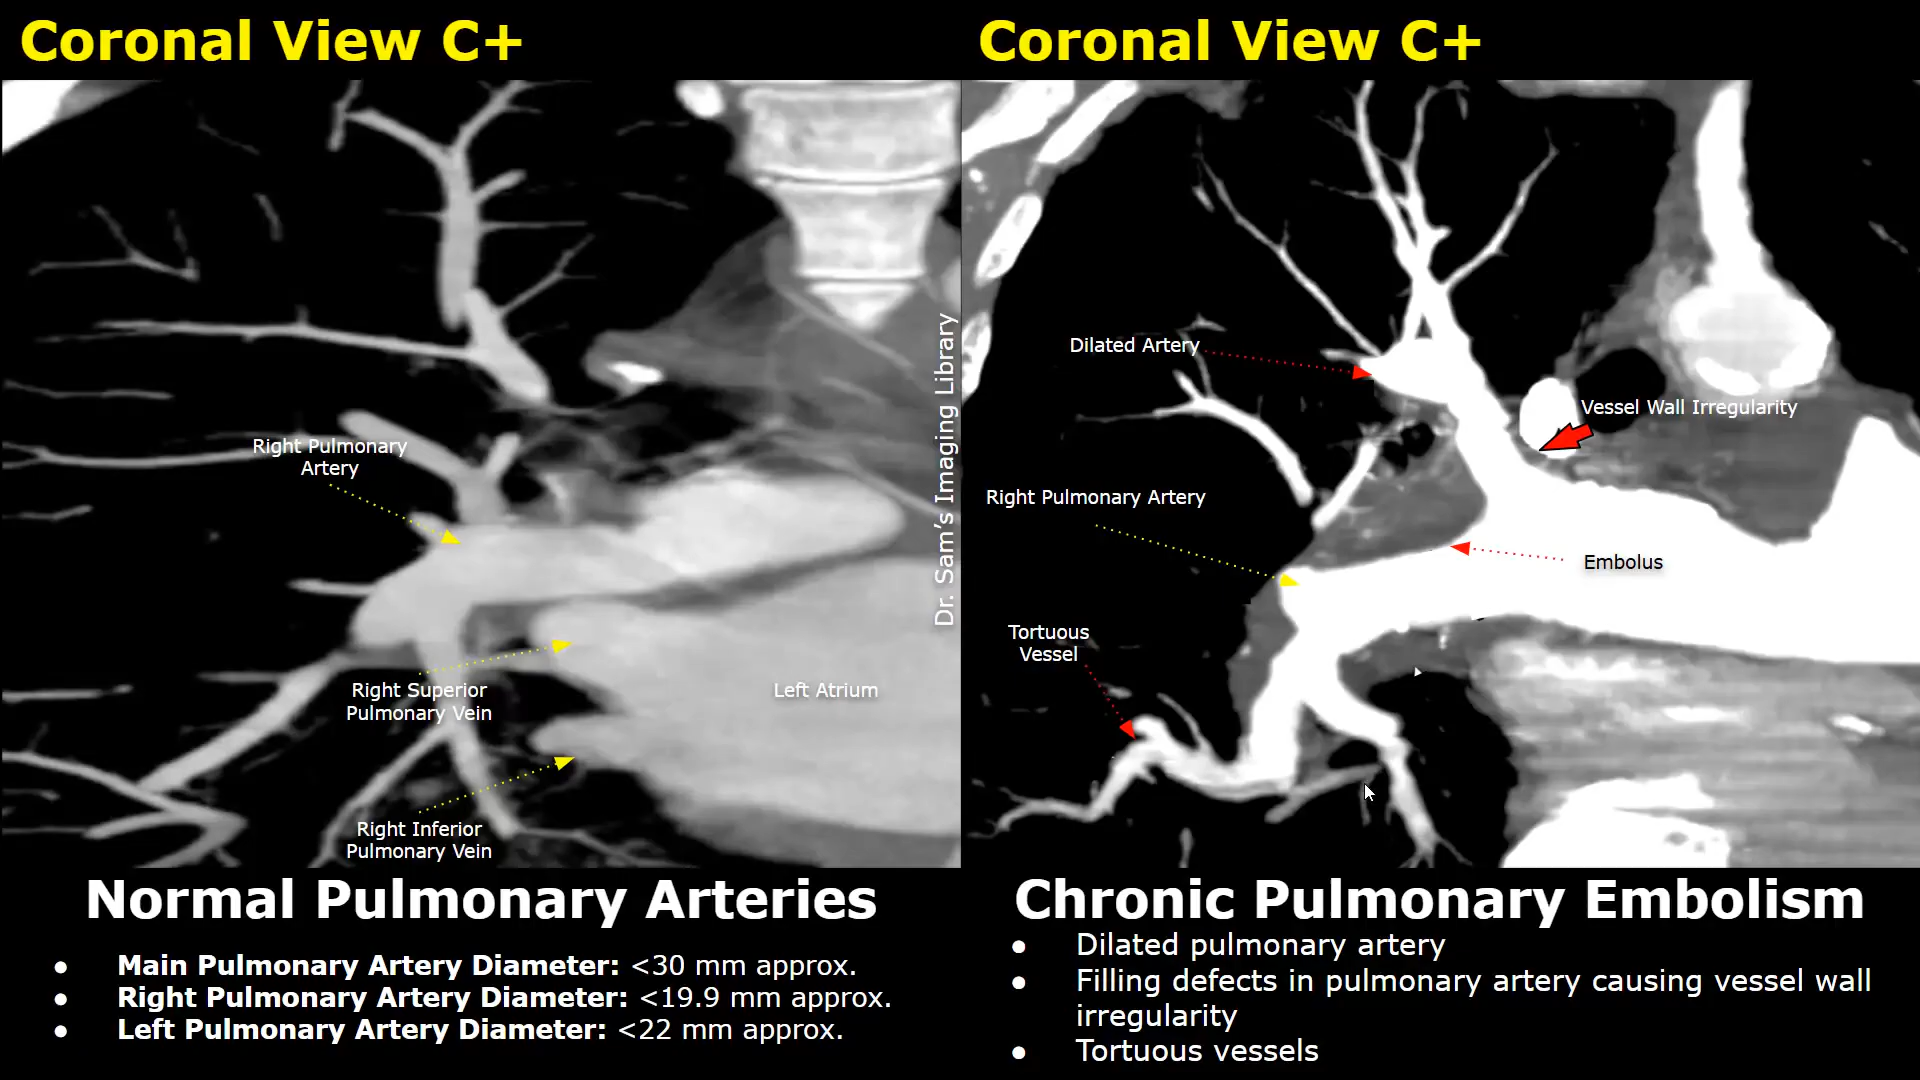 Coronal View C+
Right Pulmonary
Artery
Right Superior
Pulmonary Vein
Left Atrium
Right Inferior
Pulmonary Vein
Dr. Sam's Imaging Library
Normal Pulmonary Arteries
● Main Pulmonary Artery Diameter: <30 mm approx.
● Right Pulmonary Artery Diameter: <19.9 mm approx.
● Left Pulmonary Artery Diameter: <22 mm approx.
Coronal View C+
Dilated Artery
Vessel Wall Irregularity
Right Pulmonary Artery
Embolus
Tortuous
Vessel
Chronic Pulmonary Embolism
● Dilated pulmonary artery
● Filling defects in pulmonary artery causing vessel wall
irregularity
● Tortuous vessels